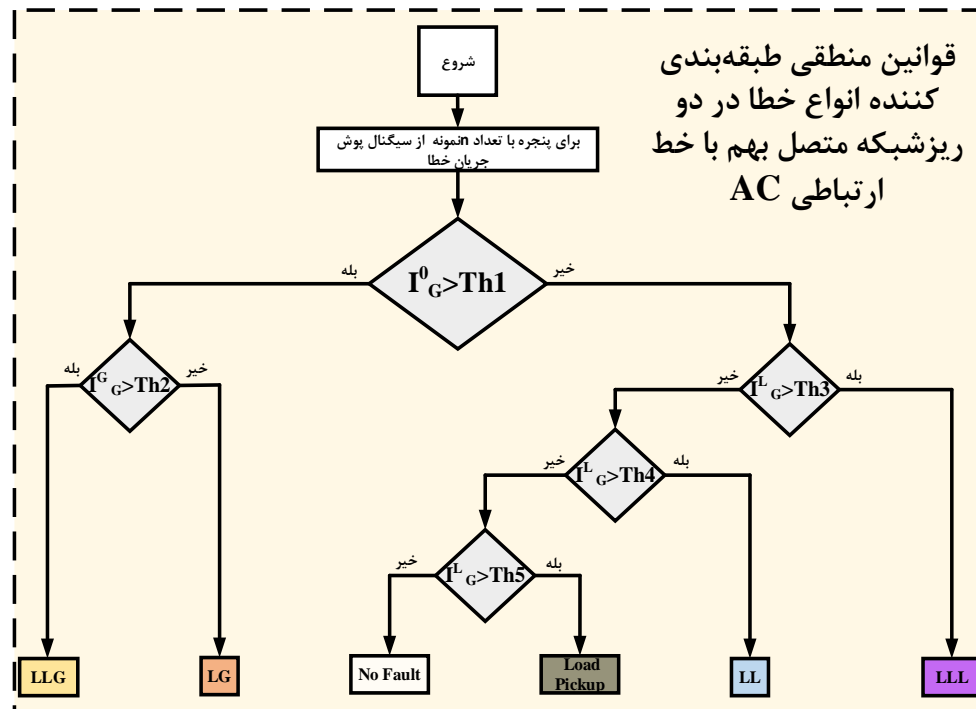 قوانین منطقی طبقه‌بندی
کننده انواع خطا در دو
ریزشبکه متصل بهم با خط
ارتباطی AC
شروع
برای پنجره با تعداد nنمونه از سیگنال پوش
جریان خطا
I⁰G>Th1
بله
خیر
IᴳG>Th2
بله
خیر
IᴸG>Th3
خیر
بله
IᴸG>Th4
خیر
بله
IᴸG>Th5
خیر
بله
LLG
LG
No Fault
Load
Pickup
LL
LLL